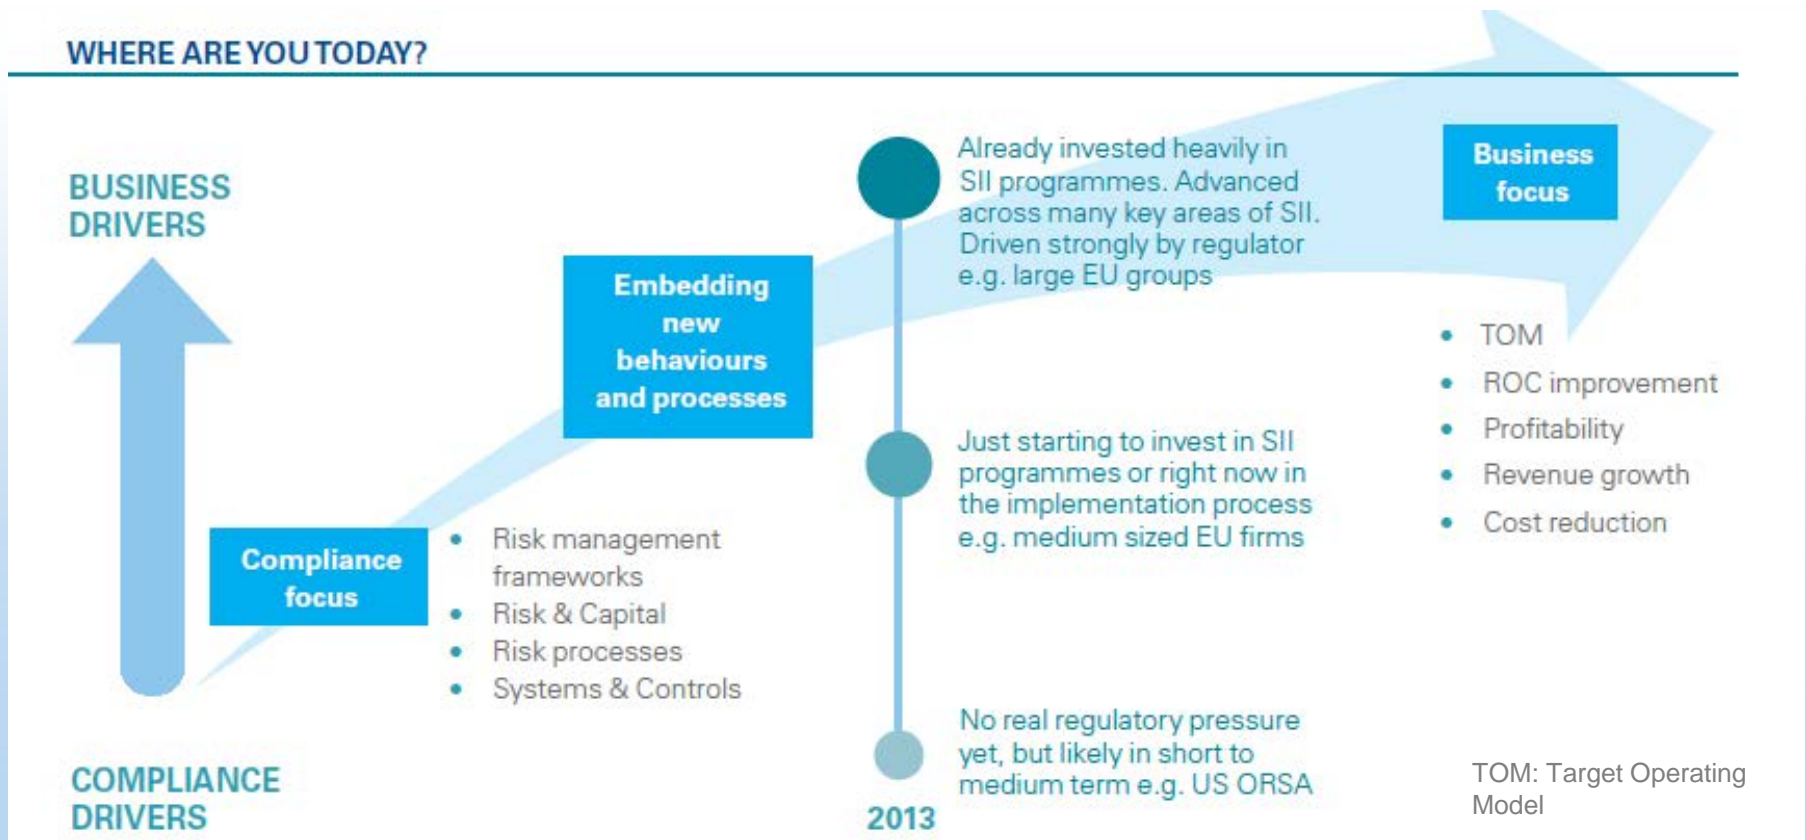 WHERE ARE YOU TODAY?
BUSINESS
DRIVERS
COMPLIANCE
DRIVERS
Compliance
focus
• Risk management
frameworks
• Risk & Capital
• Risk processes
• Systems & Controls
Embedding
new
behaviours
and processes
Already invested heavily in
SII programmes. Advanced
across many key areas of SII.
Driven strongly by regulator
e.g. large EU groups
Just starting to invest in SII
programmes or right now in
the implementation process
e.g. medium sized EU firms
No real regulatory pressure
yet, but likely in short to
medium term e.g. US ORSA
2013
Business
focus
• TOM
• ROC improvement
• Profitability
• Revenue growth
• Cost reduction
TOM: Target Operating
Model